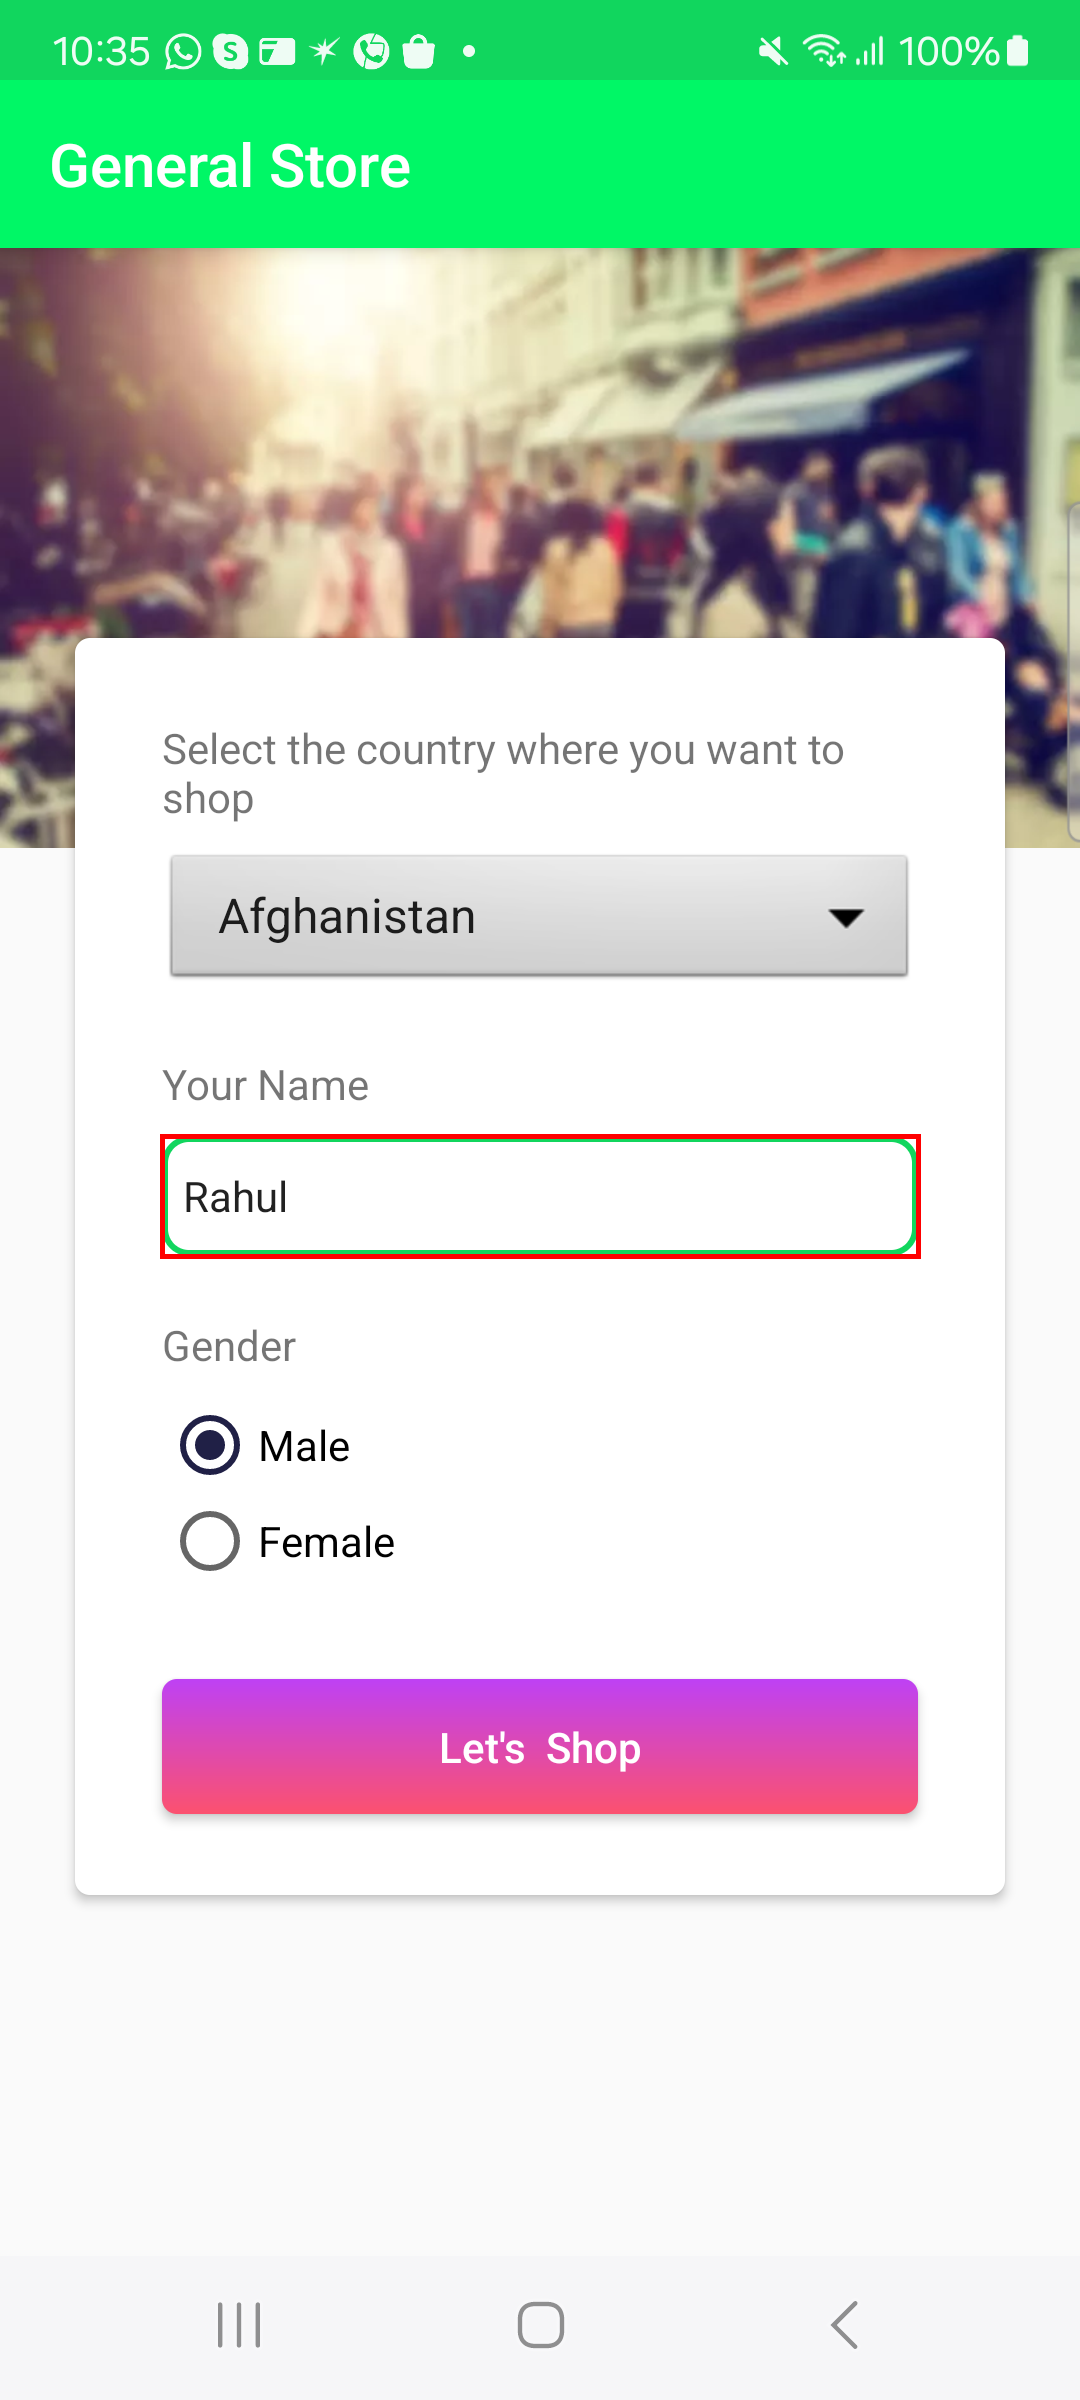 10:35 100%
General Store
Select the country where you want to
shop
Afghanistan
Your Name
Rahul
Gender
Male
Female
Let's Shop